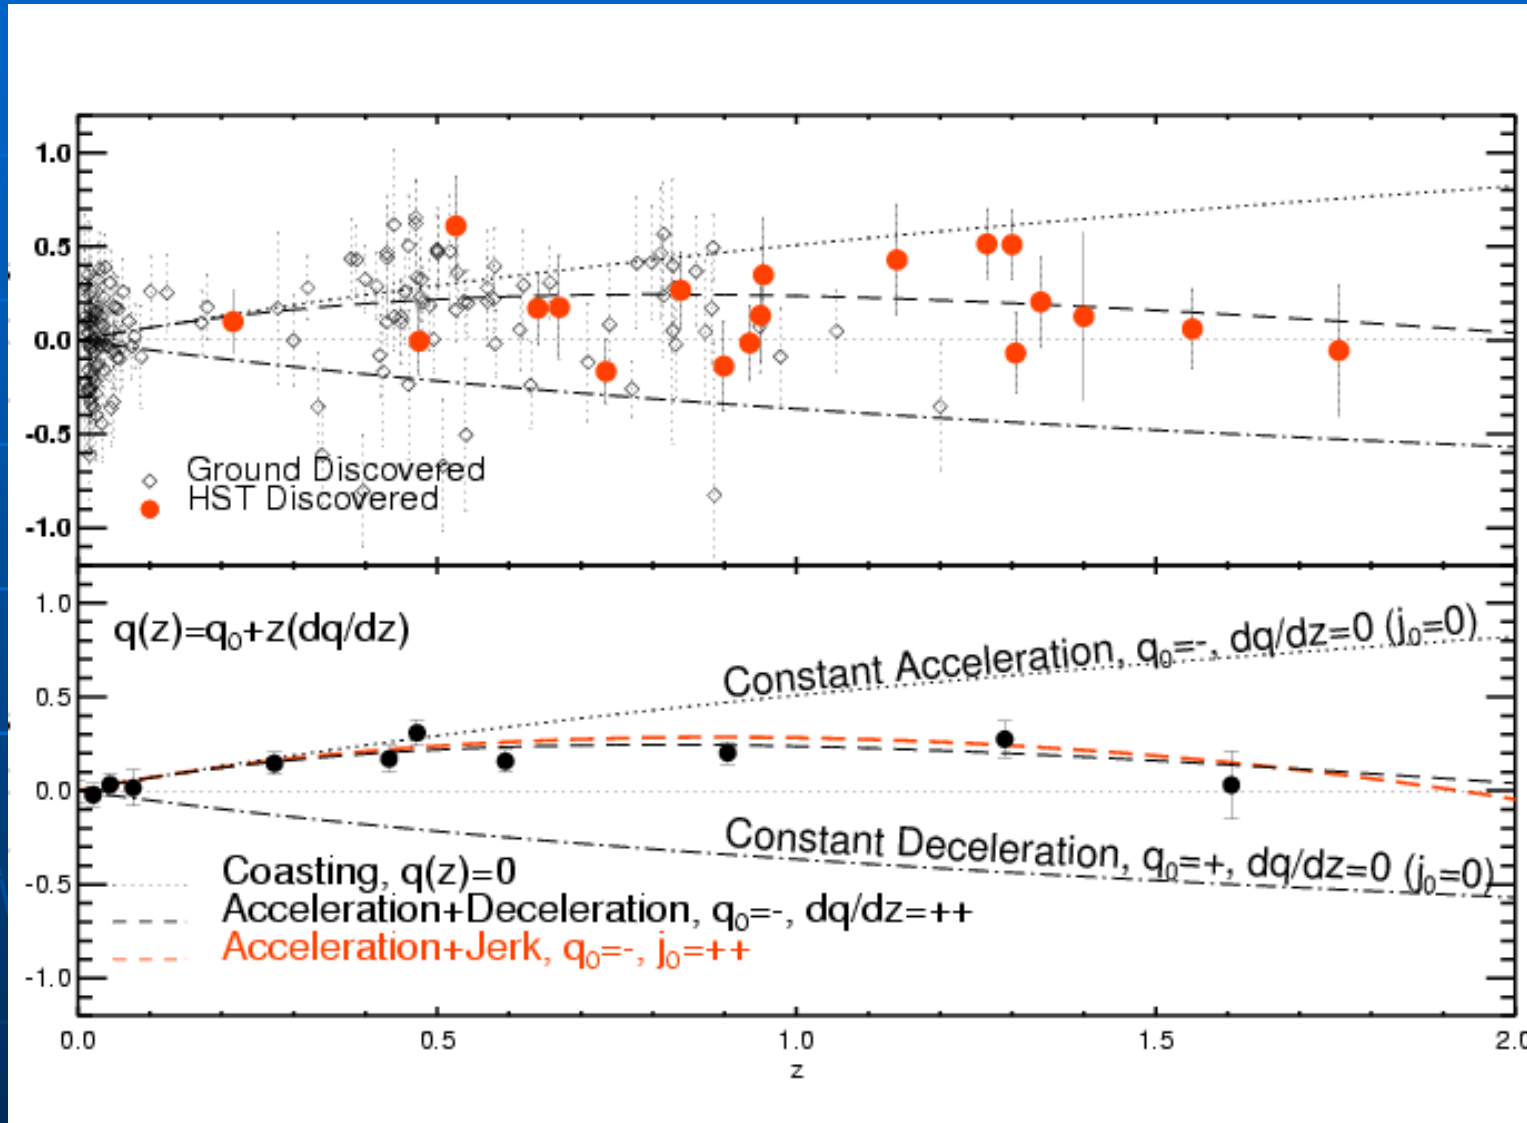 1.0
0.5
0.0
-0.5
-1.0
Ground Discovered
HST Discovered
1.0
0.5
0.0
-0.5
-1.0
q(z)=q₀+z(dq/dz)
Constant Acceleration, q₀=-, dq/dz=0 (j₀=0)
Constant Deceleration, q₀=+, dq/dz=0 (j₀=0)
Coasting, q(z)=0
Acceleration+Deceleration, q₀=-, dq/dz=++
Acceleration+Jerk, q₀=-, j₀=++
0.0 0.5 1.0 1.5 2.0
z